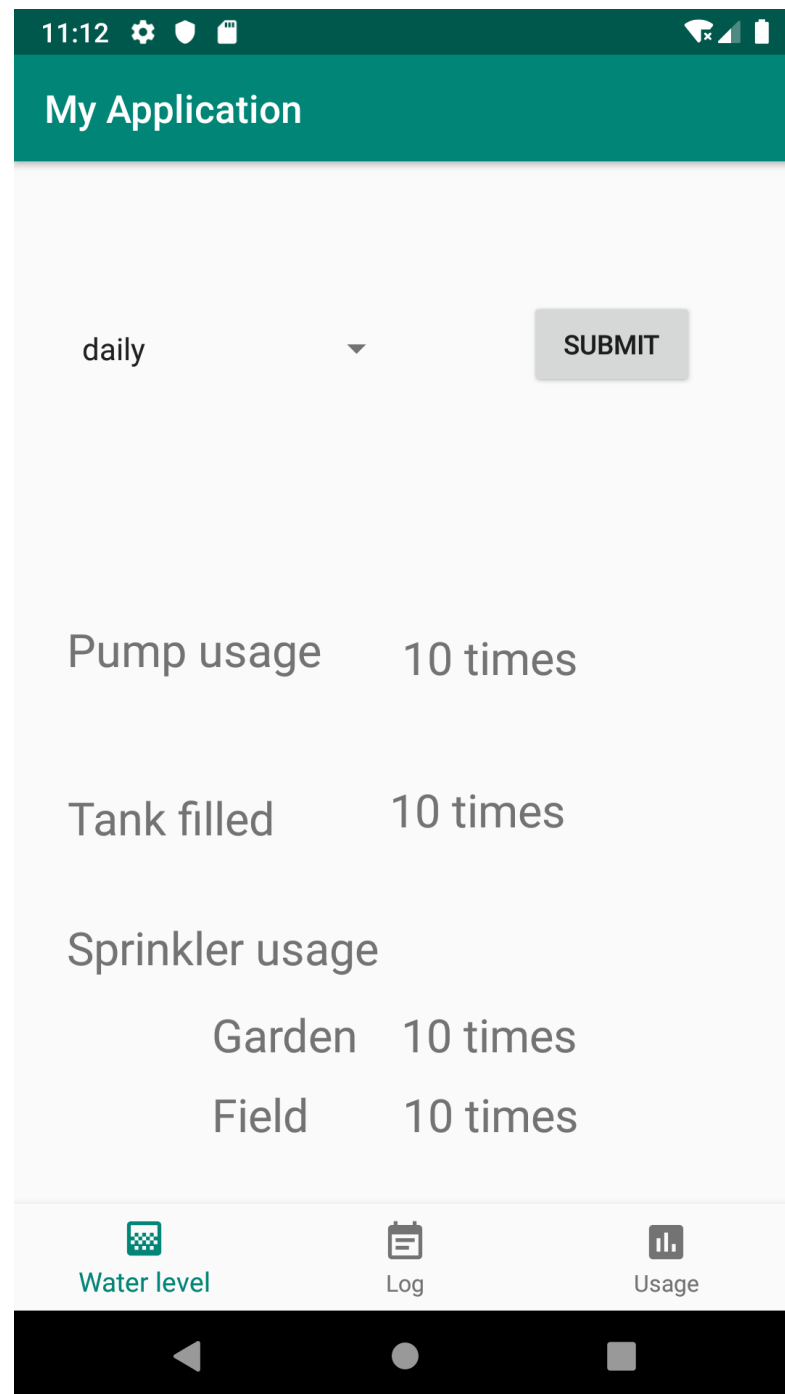 11:12
My Application
daily
SUBMIT
Pump usage 10 times
Tank filled 10 times
Sprinkler usage
Garden 10 times
Field 10 times
Water level Log Usage